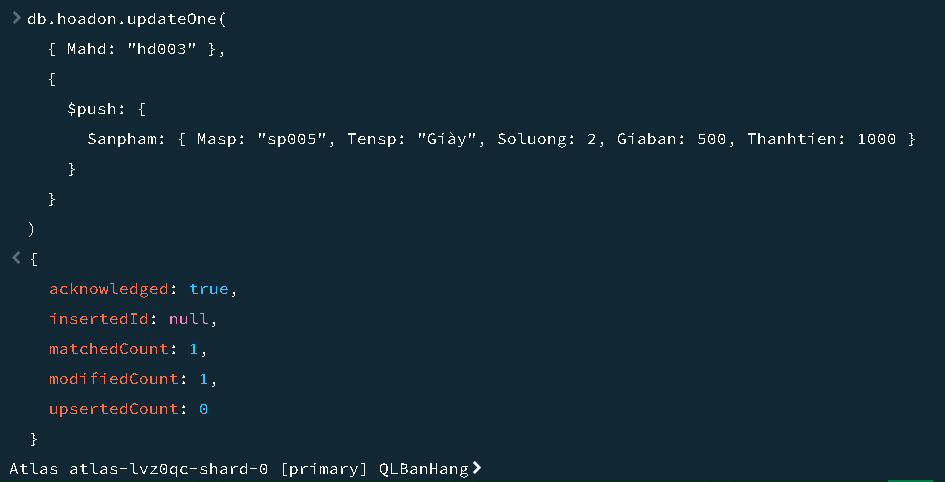 > db.hoadon.updateOne(
{ Mahd: "hd003" },
{
$push: {
Sanpham: { Masp: "sp005", Tensp: "Giày", Soluong: 2, Giaban: 500, Thanhtien: 1000 }
}
}
)
< {
acknowledged: true,
insertedId: null,
matchedCount: 1,
modifiedCount: 1,
upsertedCount: 0
}
Atlas atlas-lvz0qc-shard-0 [primary] QLBanHang>